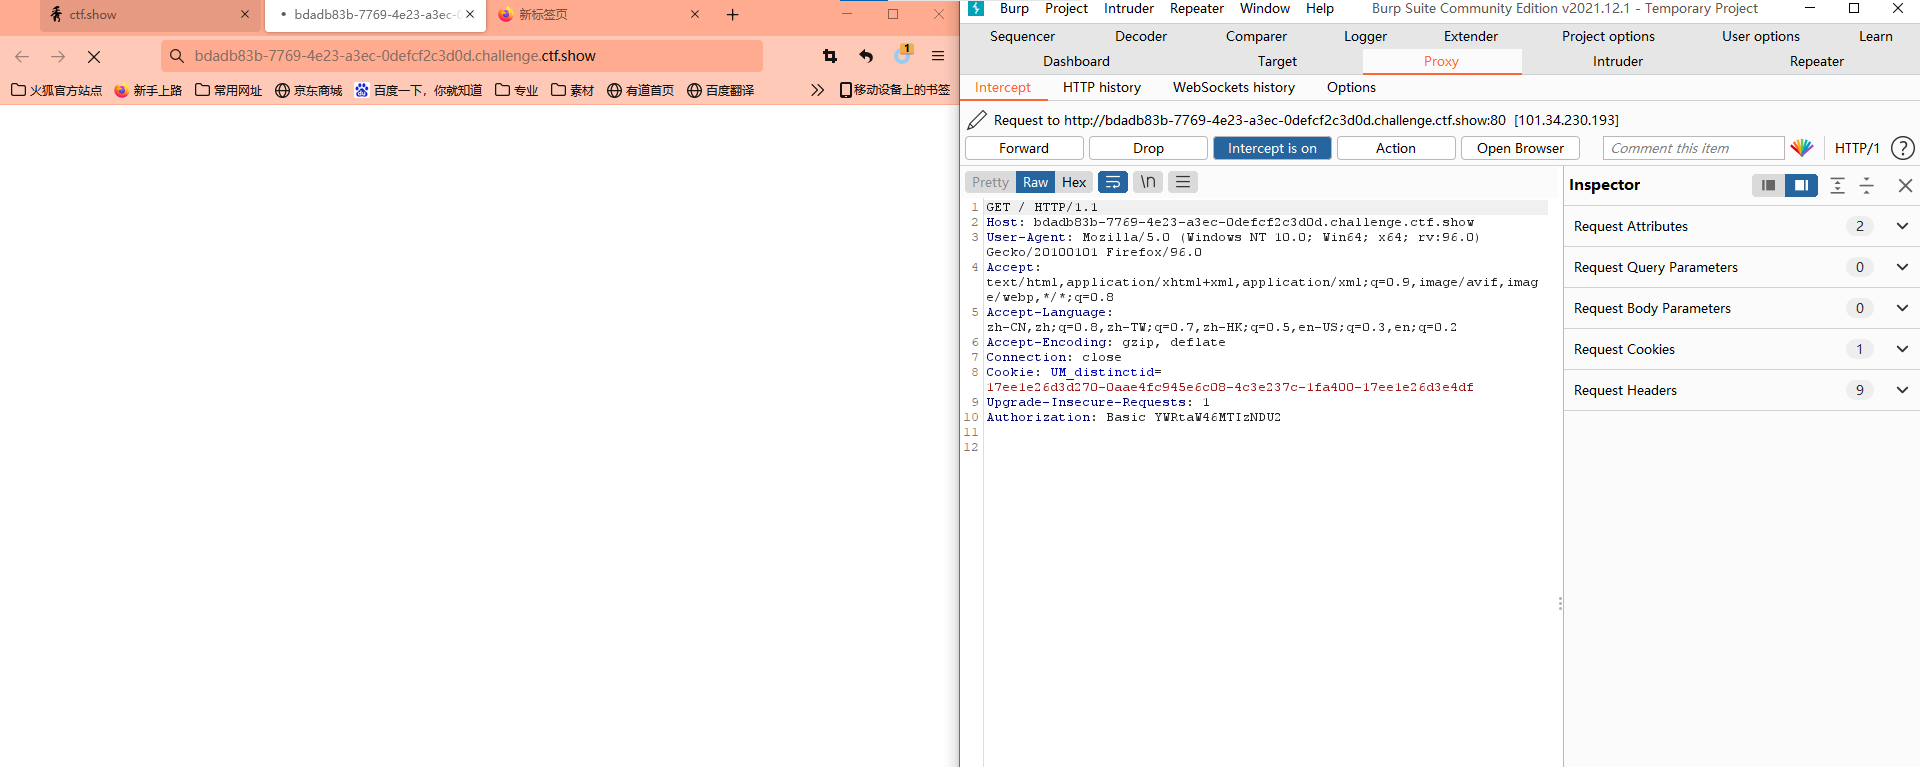 ctf.show
bdadb83b-7769-4e23-a3ec-0
新标签页
bdadb83b-7769-4e23-a3ec-0defcf2c3d0d.challenge.ctf.show
1
火狐官方站点 新手上路 常用网址 京东商城 百度一下，你就知道 专业 素材 有道首页 百度翻译 移动设备上的书签
Burp Project Intruder Repeater Window Help Burp Suite Community Edition v2021.12.1 - Temporary Project
Sequencer Decoder Comparer Logger Extender Project options User options Learn
Dashboard Target Proxy Intruder Repeater
Intercept HTTP history WebSockets history Options
Request to http://bdadb83b-7769-4e23-a3ec-0defcf2c3d0d.challenge.ctf.show:80 [101.34.230.193]
Forward Drop Intercept is on Action Open Browser Comment this item HTTP/1 ?
Pretty Raw Hex \n
1 GET / HTTP/1.1
2 Host: bdadb83b-7769-4e23-a3ec-0defcf2c3d0d.challenge.ctf.show
3 User-Agent: Mozilla/5.0 (Windows NT 10.0; Win64; x64; rv:96.0)
Gecko/20100101 Firefox/96.0
4 Accept:
text/html,application/xhtml+xml,application/xml;q=0.9,image/avif,imag
e/webp,*/*;q=0.8
5 Accept-Language:
zh-CN,zh;q=0.8,zh-TW;q=0.7,zh-HK;q=0.5,en-US;q=0.3,en;q=0.2
6 Accept-Encoding: gzip, deflate
7 Connection: close
8 Cookie: UM_distinctid=
17ee1e26d3d270-0aae4fc945e6c08-4c3e237c-1fa400-17ee1e26d3e4df
9 Upgrade-Insecure-Requests: 1
10 Authorization: Basic YWRtaW46MTIzNDU2
11
12
Inspector
Request Attributes 2
Request Query Parameters 0
Request Body Parameters 0
Request Cookies 1
Request Headers 9